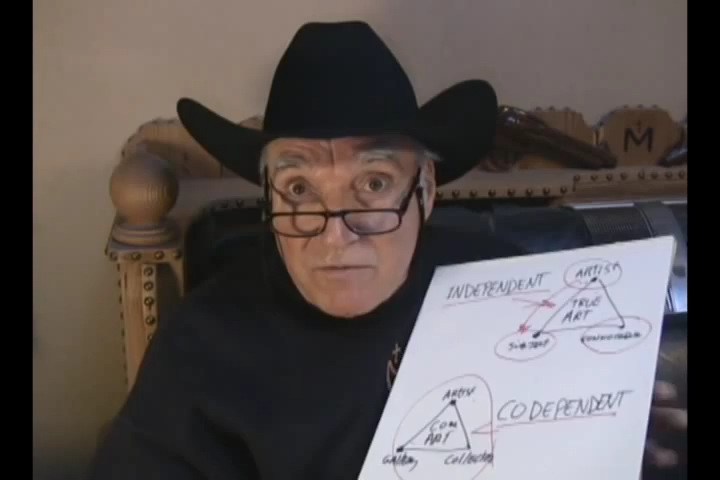 INDEPENDENT
ARTIST
TRUE
ART
SUBJECT
CODEPENDENT
ARTIST
COM
ART
Gallery
Collector
M